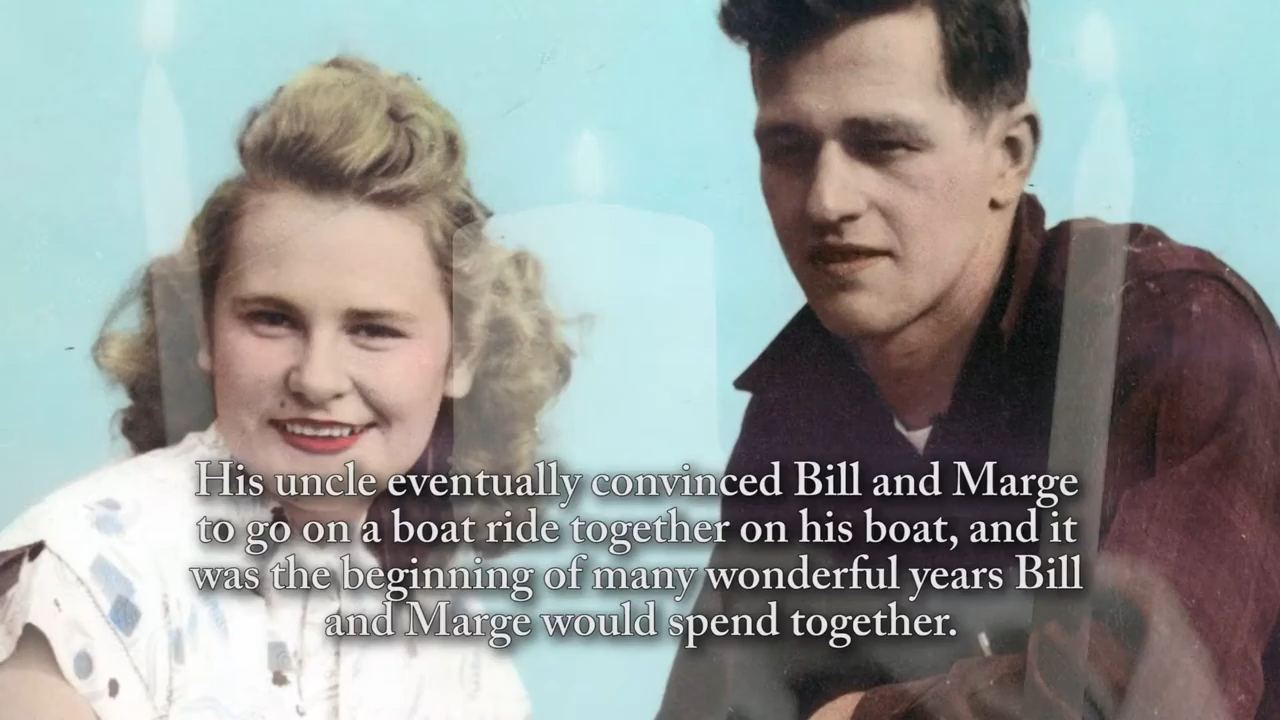 His uncle eventually convinced Bill and Marge
to go on a boat ride together on his boat, and it
was the beginning of many wonderful years Bill
and Marge would spend together.